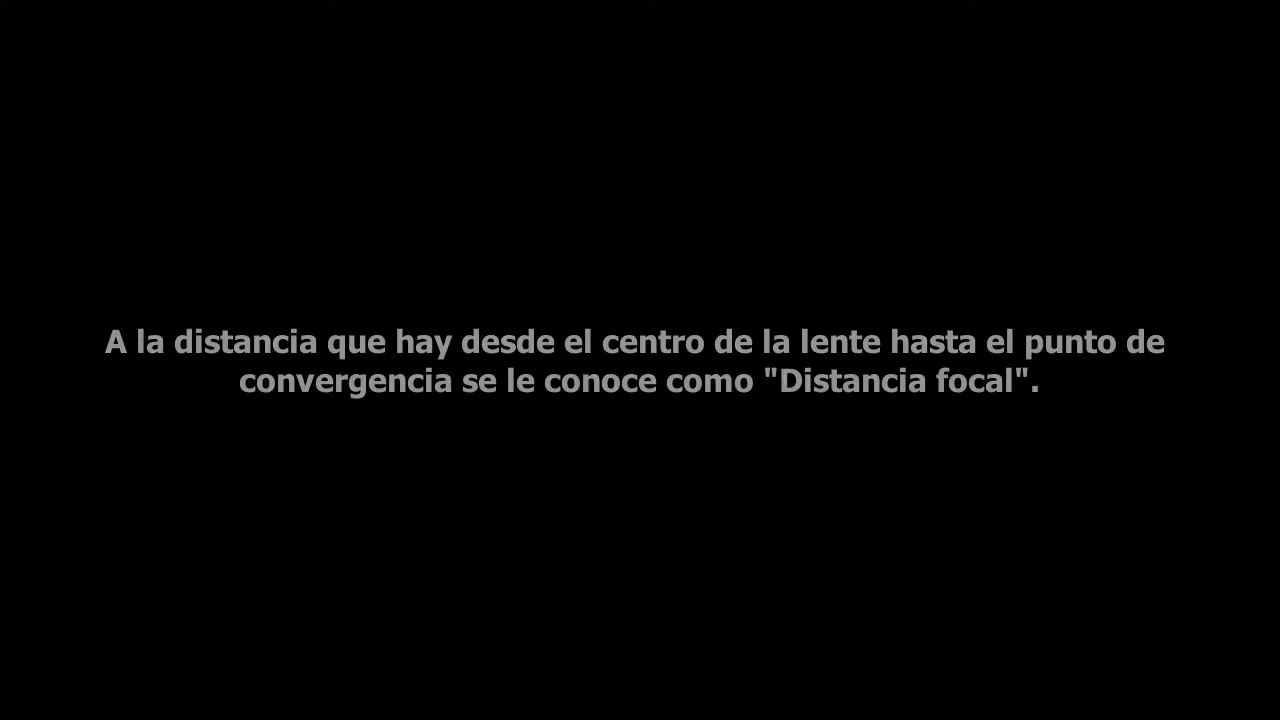 A la distancia que hay desde el centro de la lente hasta el punto de
convergencia se le conoce como "Distancia focal".